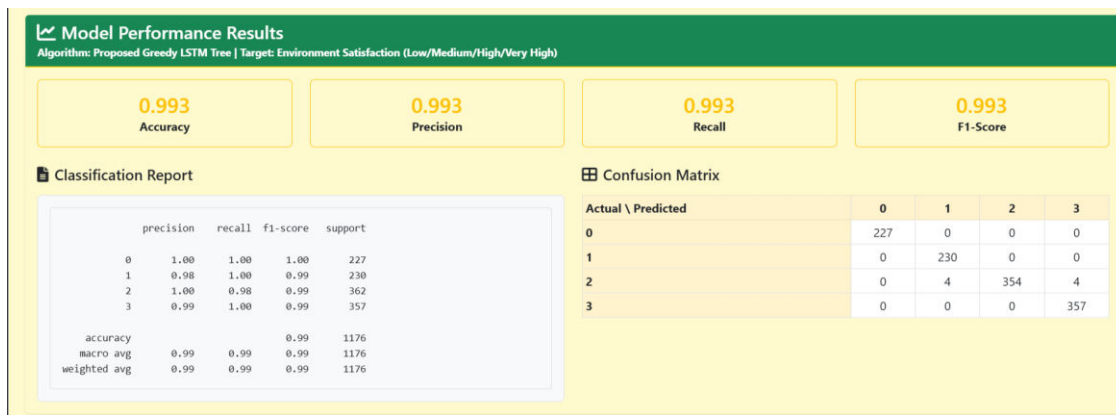 Model Performance Results
Algorithm: Proposed Greedy LSTM Tree | Target: Environment Satisfaction (Low/Medium/High/Very High)
0.993 0.993 0.993 0.993
Accuracy Precision Recall F1-Score
Classification Report
precision recall f1-score support
0 1.00 1.00 1.00 227
1 0.98 1.00 0.99 230
2 1.00 0.98 0.99 362
3 0.99 1.00 0.99 357
accuracy 0.99 1176
macro avg 0.99 0.99 0.99 1176
weighted avg 0.99 0.99 0.99 1176
Confusion Matrix
Actual \ Predicted 0 1 2 3
0 227 0 0 0
1 0 230 0 0
2 0 4 354 4
3 0 0 0 357